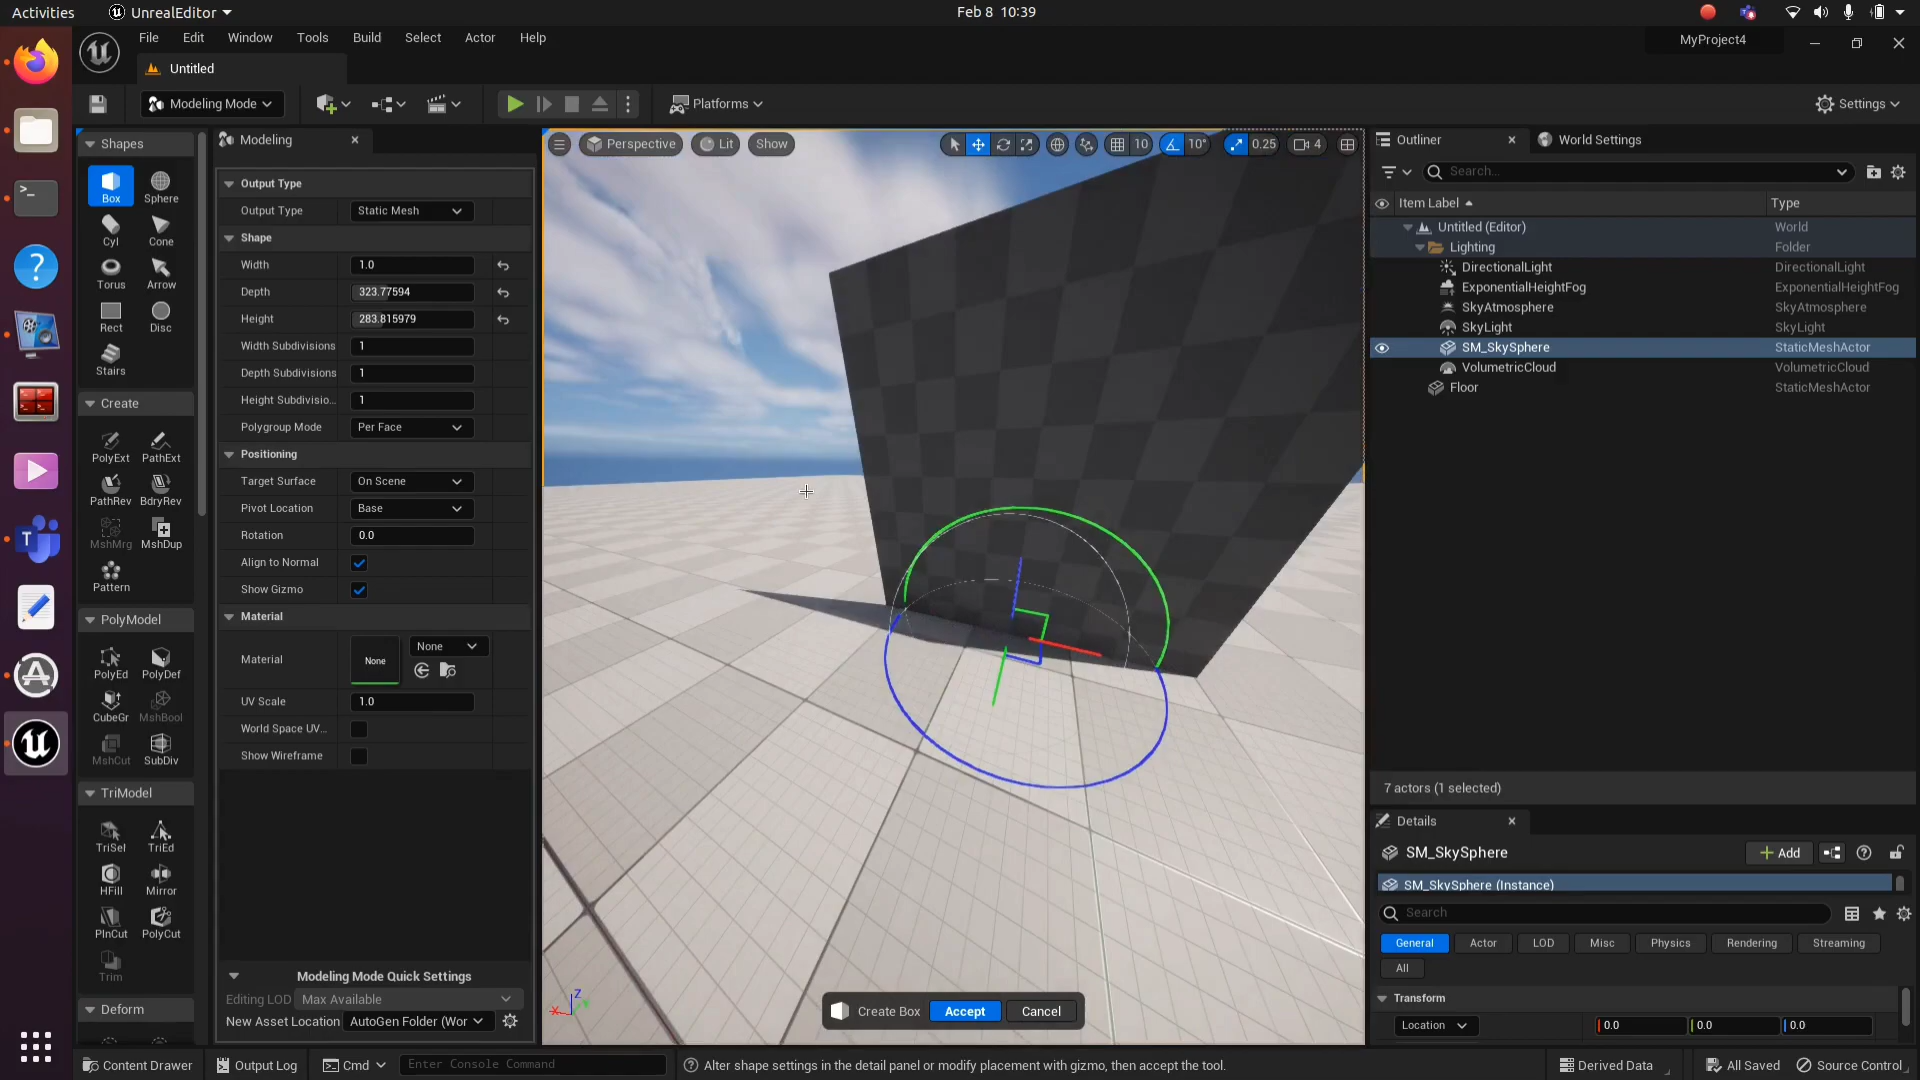 Activities
UnrealEditor
Feb 8 10:39
File Edit Window Tools Build Select Actor Help
MyProject4
Untitled
Modeling Mode
Platforms
Settings
Shapes
Box Sphere
Cyl Cone
Torus Arrow
Rect Disc
Stairs
Create
PolyExt PathExt
PathRev BdryRev
MshMrg MshDup
Pattern
PolyModel
PolyEd PolyDef
CubeGr MshBool
MshCut SubDiv
TriModel
TriSel TriEd
HFill Mirror
PlnCut PolyCut
Trim
Deform
Modeling
Output Type
Output Type Static Mesh
Shape
Width 1.0
Depth 323.77594
Height 283.815979
Width Subdivisions 1
Depth Subdivisions 1
Height Subdivisio... 1
Polygroup Mode Per Face
Positioning
Target Surface On Scene
Pivot Location Base
Rotation 0.0
Align to Normal
Show Gizmo
Material
Material None None
UV Scale 1.0
World Space UV...
Show Wireframe
Modeling Mode Quick Settings
Editing LOD Max Available
New Asset Location AutoGen Folder (Wor
Perspective Lit Show
10 10° 0.25 4
Create Box Accept Cancel
Outliner
World Settings
Search...
Item Label Type
Untitled (Editor) World
Lighting Folder
DirectionalLight DirectionalLight
ExponentialHeightFog ExponentialHeightFog
SkyAtmosphere SkyAtmosphere
SkyLight SkyLight
SM_SkySphere StaticMeshActor
VolumetricCloud VolumetricCloud
Floor StaticMeshActor
7 actors (1 selected)
Details
SM_SkySphere
Add
SM_SkySphere (Instance)
Search
General Actor LOD Misc Physics Rendering Streaming
All
Transform
Location 0.0 0.0 0.0
Content Drawer
Output Log
Cmd
Enter Console Command
Alter shape settings in the detail panel or modify placement with gizmo, then accept the tool.
Derived Data
All Saved
Source Control
X Z Y